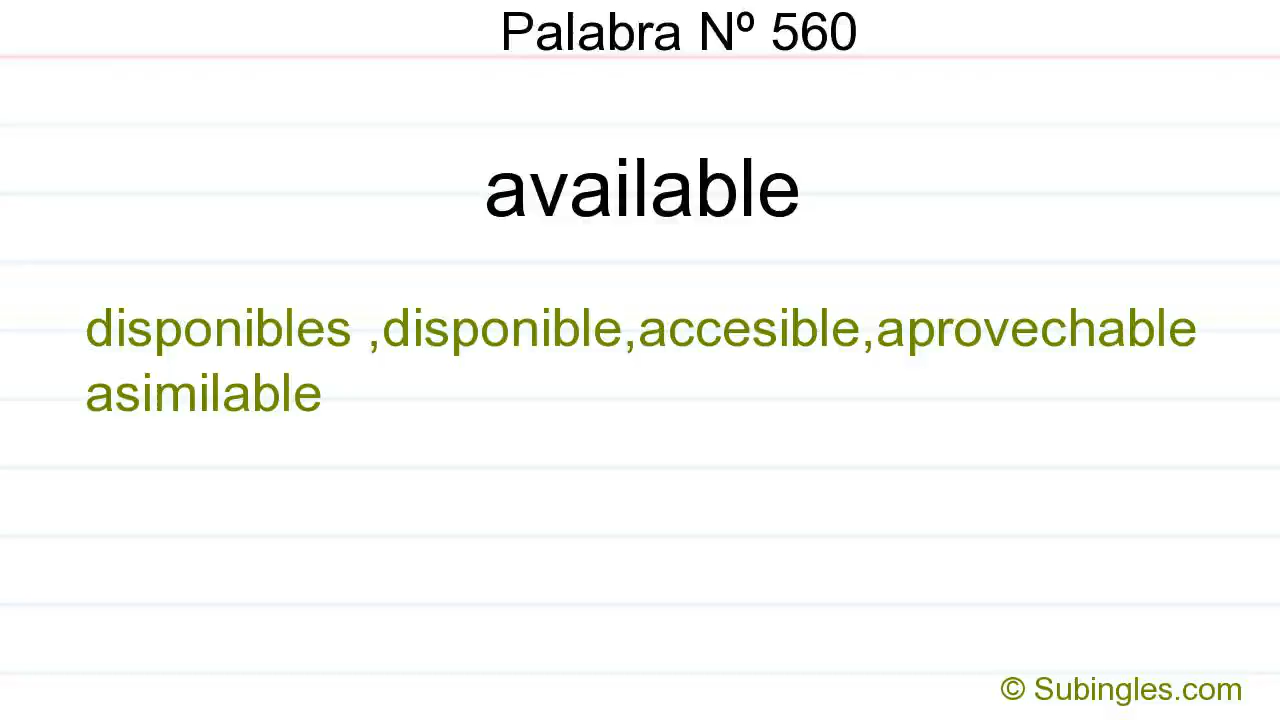 Palabra Nº 560
available
disponibles ,disponible,accesible,aprovechable
asimilable
© Subingles.com